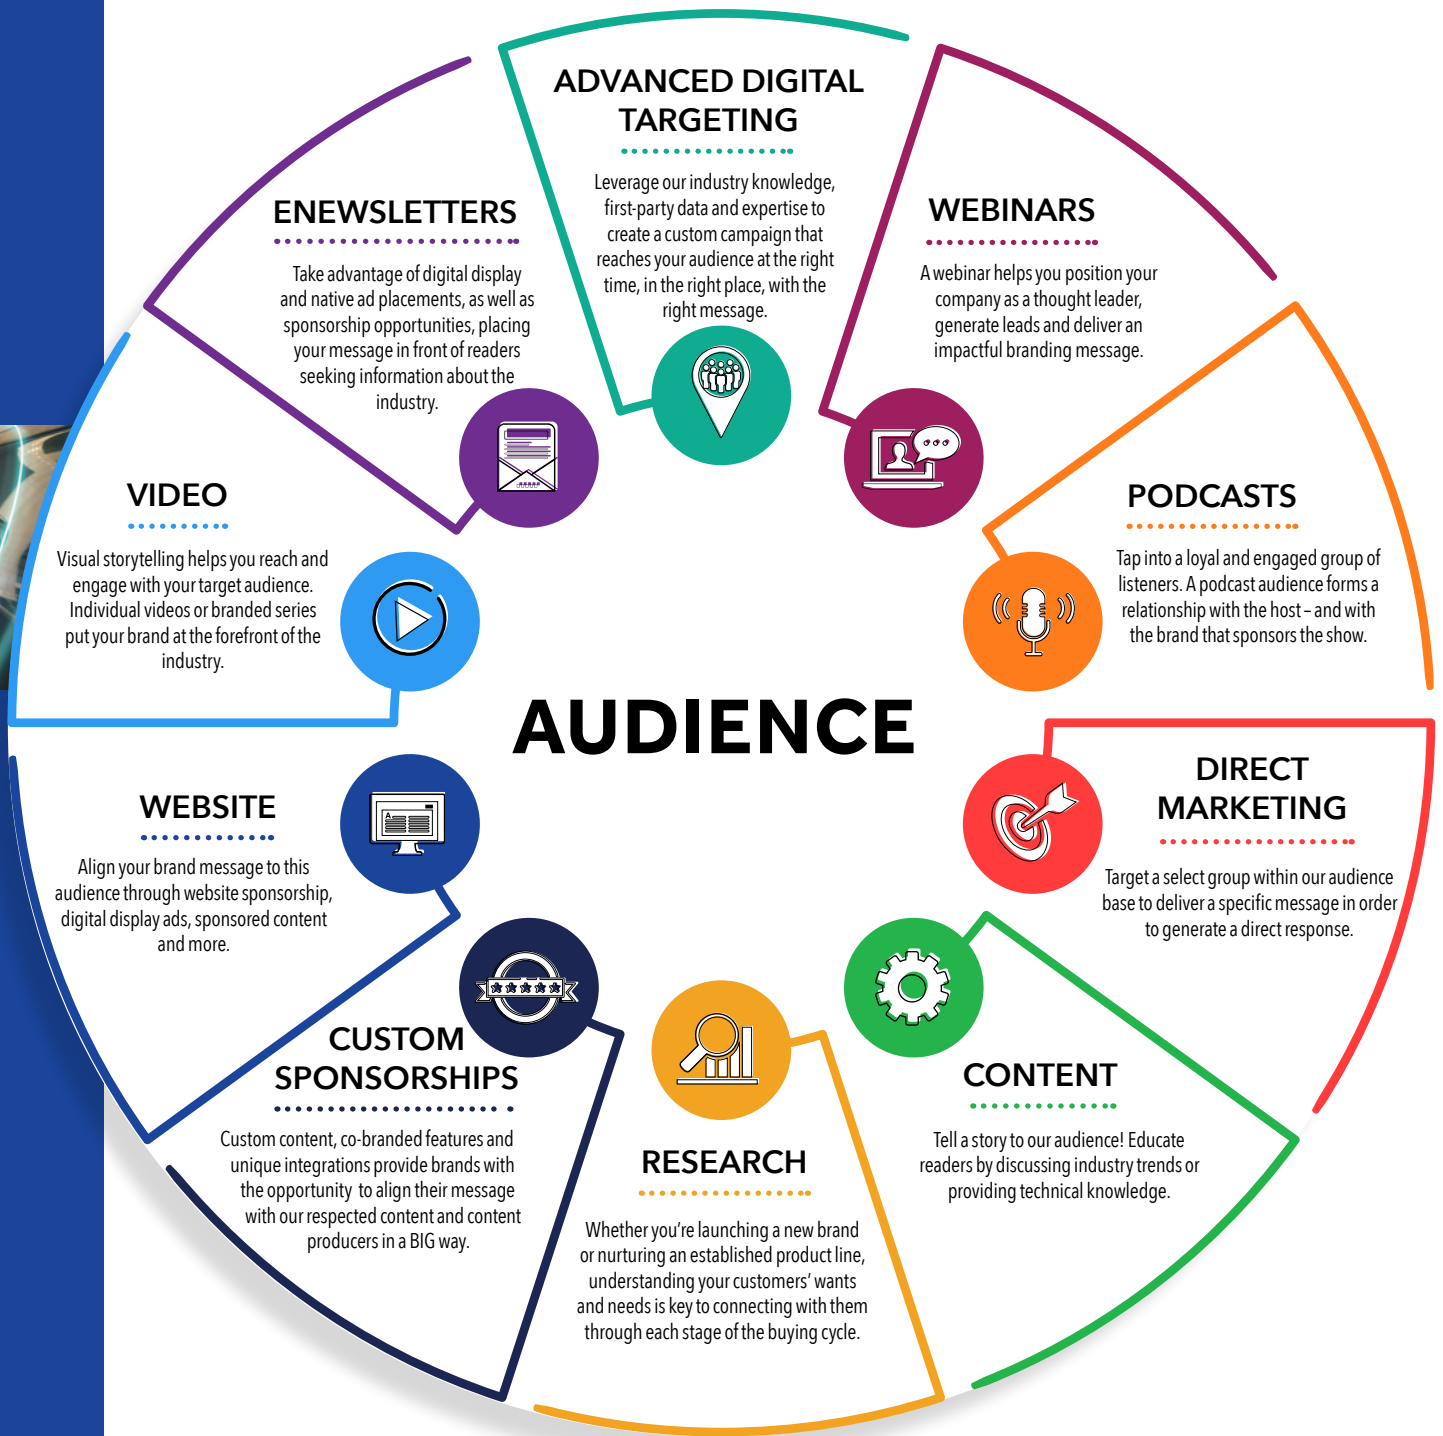 ADVANCED DIGITAL
TARGETING
Leverage our industry knowledge,
first-party data and expertise to
create a custom campaign that
reaches your audience at the right
time, in the right place, with the
right message.
WEBINARS
A webinar helps you position your
company as a thought leader,
generate leads and deliver an
impactful branding message.
PODCASTS
Tap into a loyal and engaged group of
listeners. A podcast audience forms a
relationship with the host – and with
the brand that sponsors the show.
DIRECT
MARKETING
Target a select group within our audience
base to deliver a specific message in order
to generate a direct response.
CONTENT
Tell a story to our audience! Educate
readers by discussing industry trends or
providing technical knowledge.
RESEARCH
Whether you’re launching a new brand
or nurturing an established product line,
understanding your customers’ wants
and needs is key to connecting with them
through each stage of the buying cycle.
CUSTOM
SPONSORSHIPS
Custom content, co-branded features and
unique integrations provide brands with
the opportunity to align their message
with our respected content and content
producers in a BIG way.
WEBSITE
Align your brand message to this
audience through website sponsorship,
digital display ads, sponsored content
and more.
A
VIDEO
Visual storytelling helps you reach and
engage with your target audience.
Individual videos or branded series
put your brand at the forefront of the
industry.
ENEWSLETTERS
Take advantage of digital display
and native ad placements, as well as
sponsorship opportunities, placing
your message in front of readers
seeking information about the
industry.
AUDIENCE